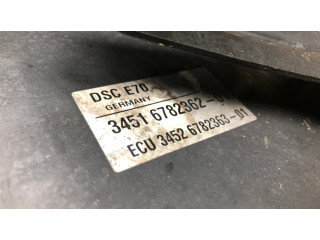 DSC E70
GERMANY
3451 6782362-
ECU 3452 6782363-01